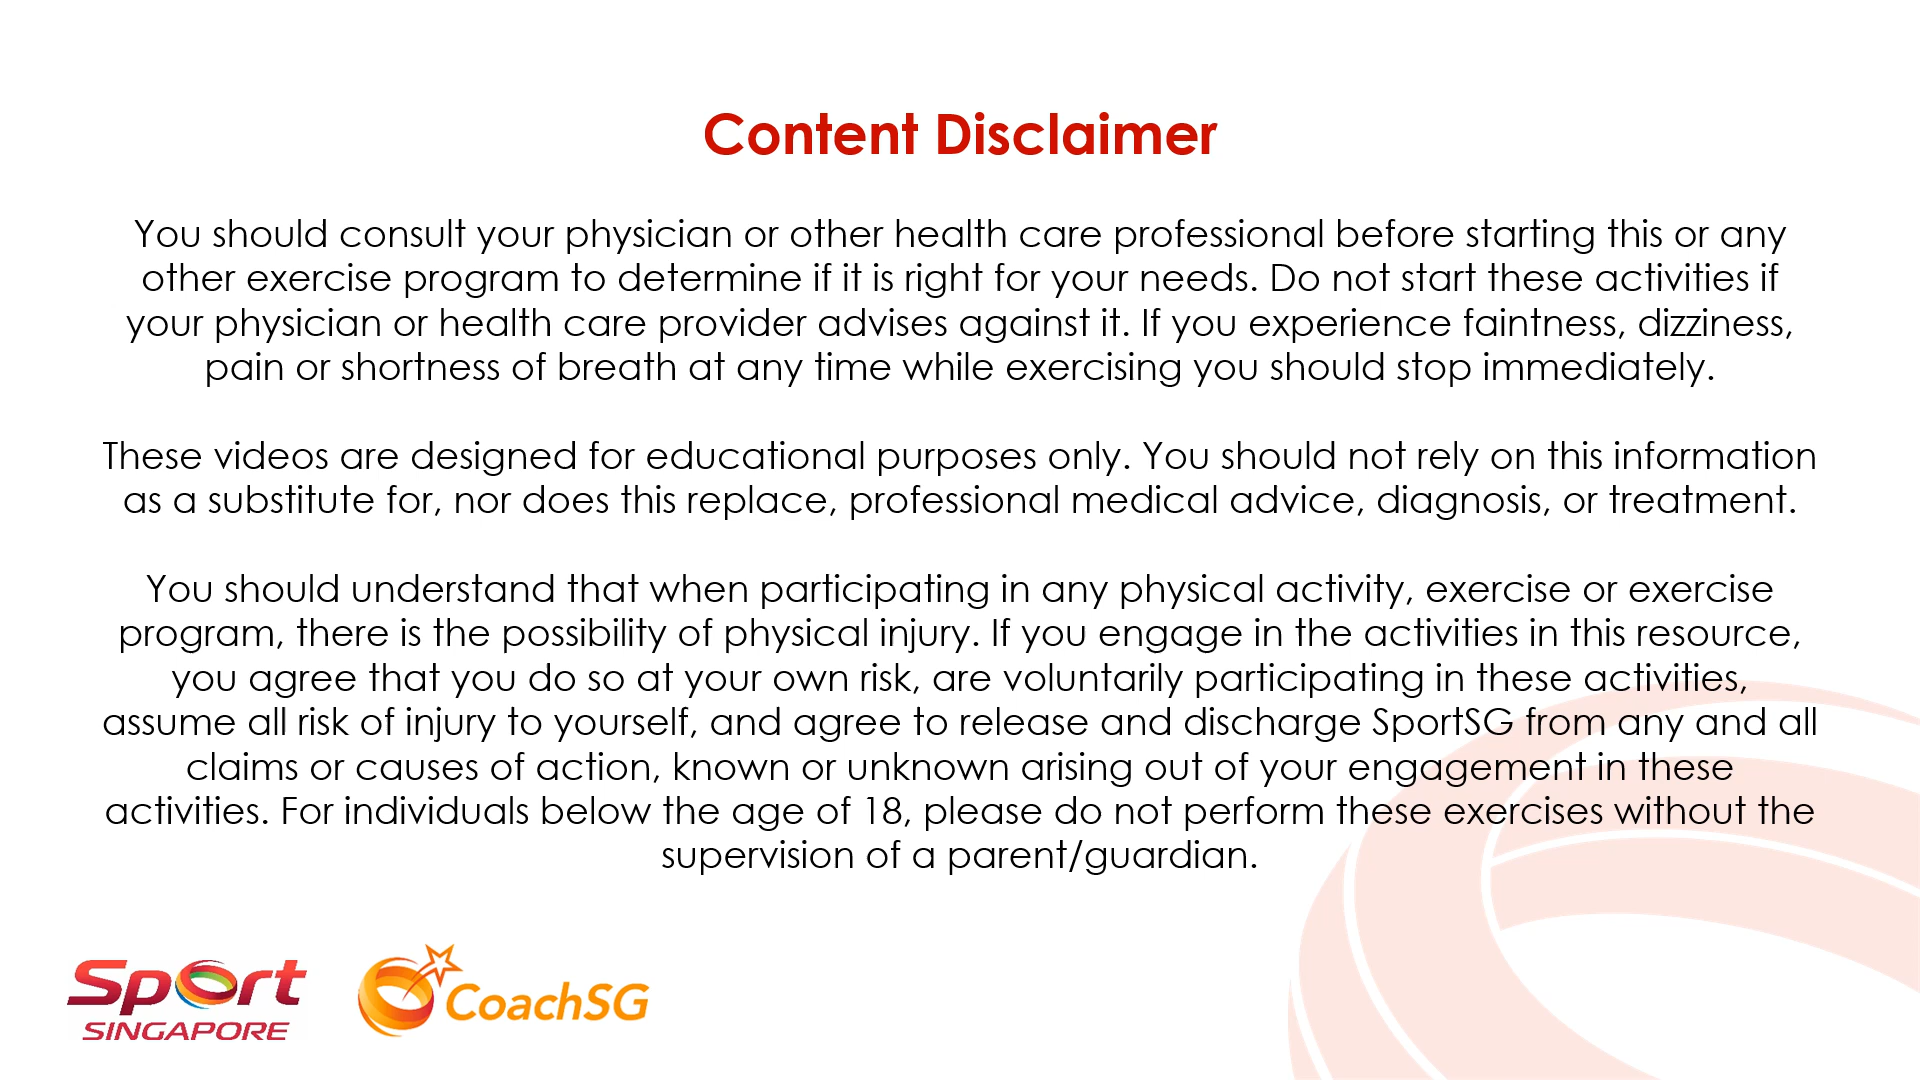 Content Disclaimer
You should consult your physician or other health care professional before starting this or any
other exercise program to determine if it is right for your needs. Do not start these activities if
your physician or health care provider advises against it. If you experience faintness, dizziness,
pain or shortness of breath at any time while exercising you should stop immediately.
These videos are designed for educational purposes only. You should not rely on this information
as a substitute for, nor does this replace, professional medical advice, diagnosis, or treatment.
You should understand that when participating in any physical activity, exercise or exercise
program, there is the possibility of physical injury. If you engage in the activities in this resource,
you agree that you do so at your own risk, are voluntarily participating in these activities,
assume all risk of injury to yourself, and agree to release and discharge SportSG from any and all
claims or causes of action, known or unknown arising out of your engagement in these
activities. For individuals below the age of 18, please do not perform these exercises without the
supervision of a parent/guardian.
Sport
SINGAPORE
CoachSG